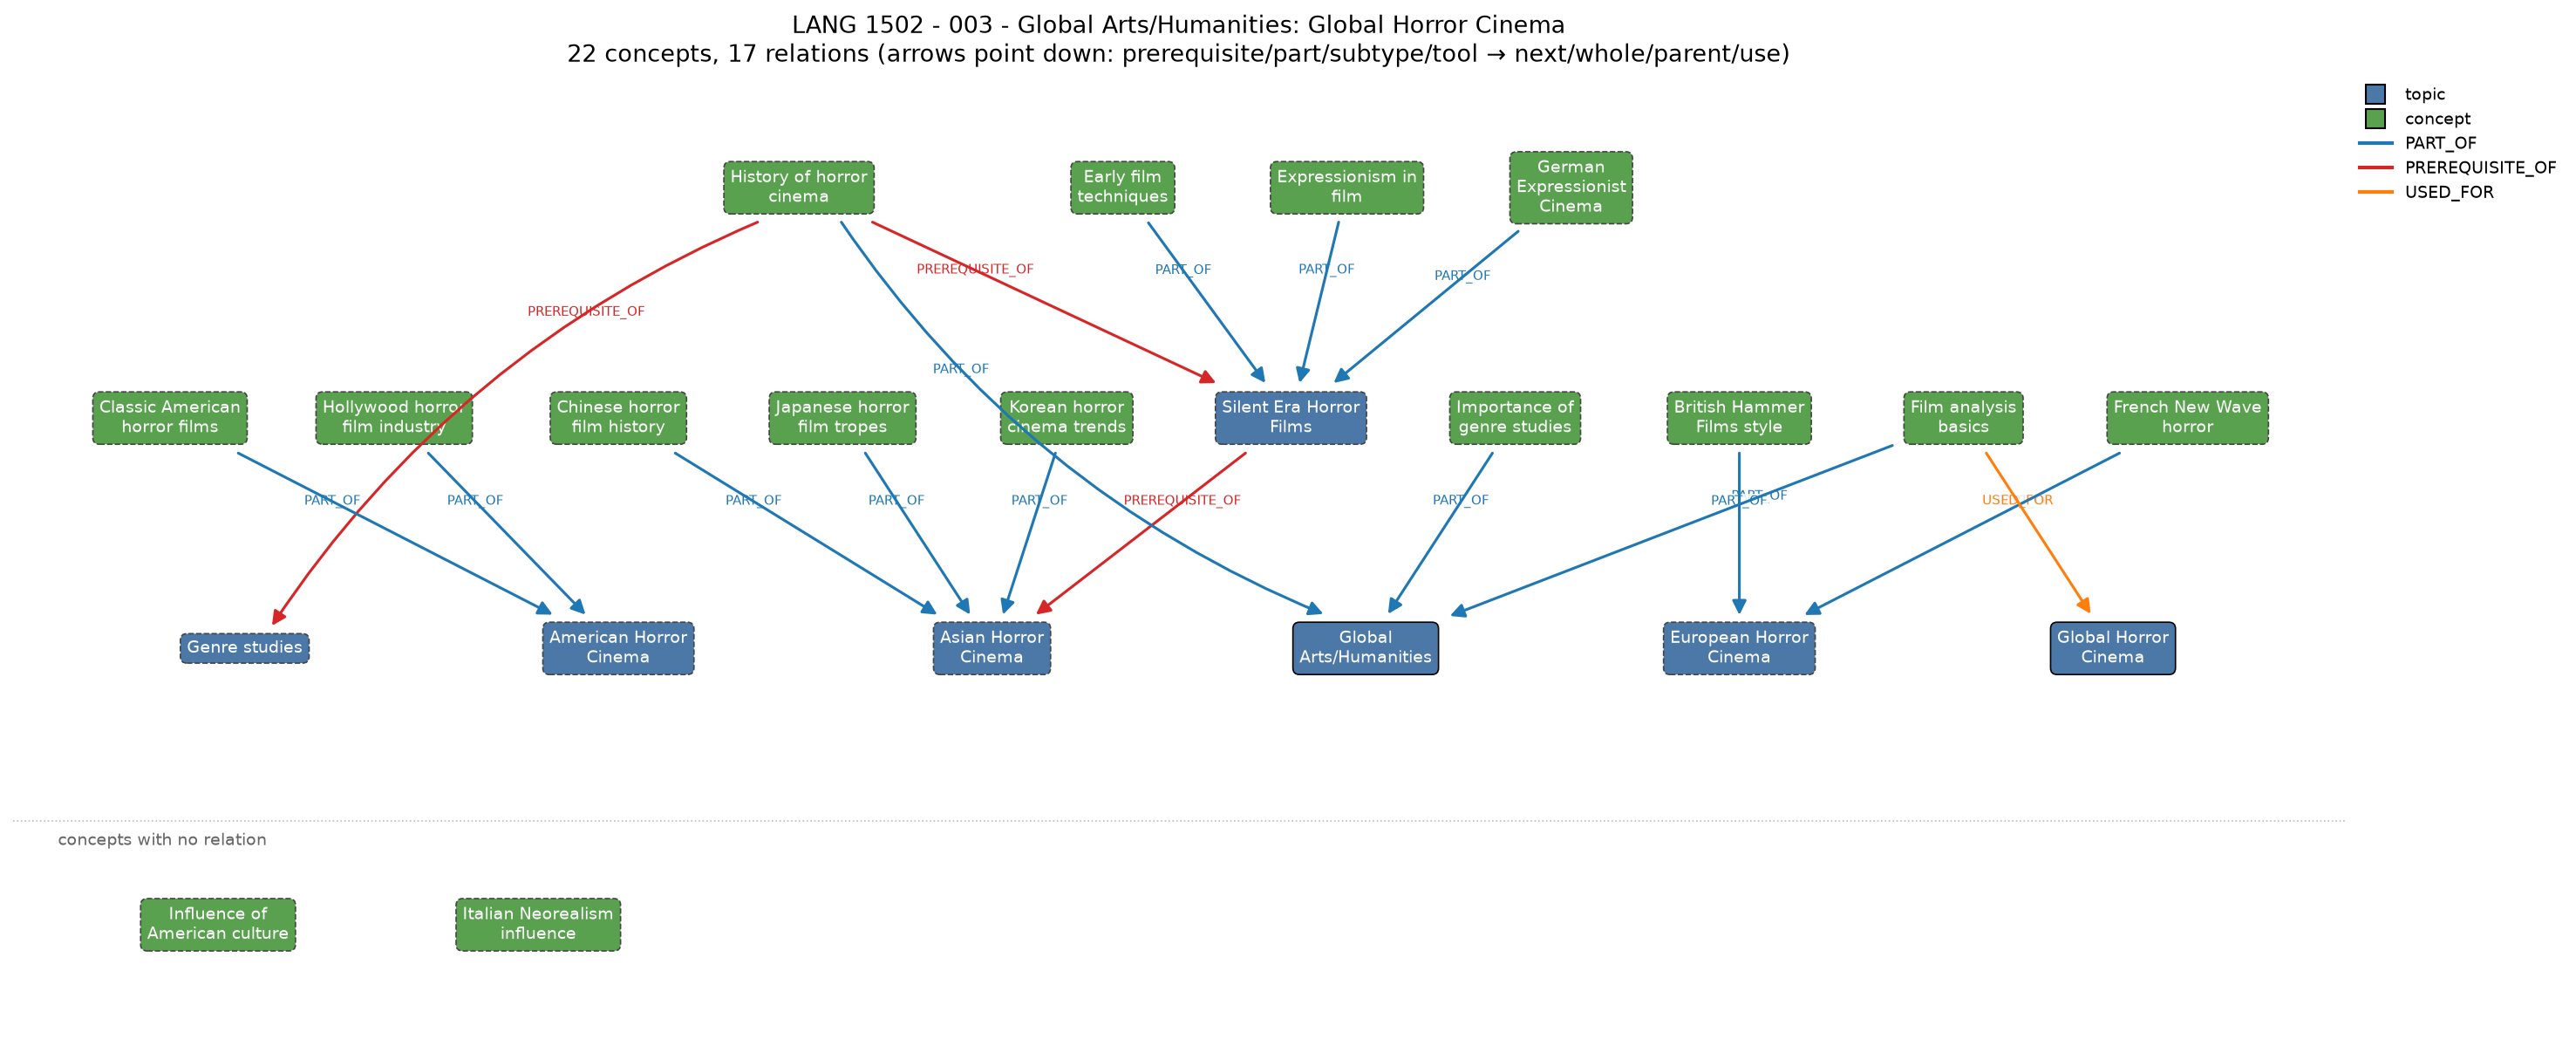 LANG 1502 - 003 - Global Arts/Humanities: Global Horror Cinema
22 concepts, 17 relations (arrows point down: prerequisite/part/subtype/tool → next/whole/parent/use)
topic
concept
PART_OF
PREREQUISITE_OF
USED_FOR
History of horror
cinema
Early film
techniques
Expressionism in
film
German
Expressionist
Cinema
PREREQUISITE_OF
PART_OF
PART_OF
PART_OF
PREREQUISITE_OF
PART_OF
Classic American
horror films
Hollywood horror
film industry
Chinese horror
film history
Japanese horror
film tropes
Korean horror
cinema trends
Silent Era Horror
Films
Importance of
genre studies
British Hammer
Films style
Film analysis
basics
French New Wave
horror
PART_OF
PART_OF
PART_OF
PART_OF
PART_OF
PREREQUISITE_OF
PART_OF
PART_OF
PART_OF
USED_FOR
Genre studies
American Horror
Cinema
Asian Horror
Cinema
Global
Arts/Humanities
European Horror
Cinema
Global Horror
Cinema
concepts with no relation
Influence of
American culture
Italian Neorealism
influence